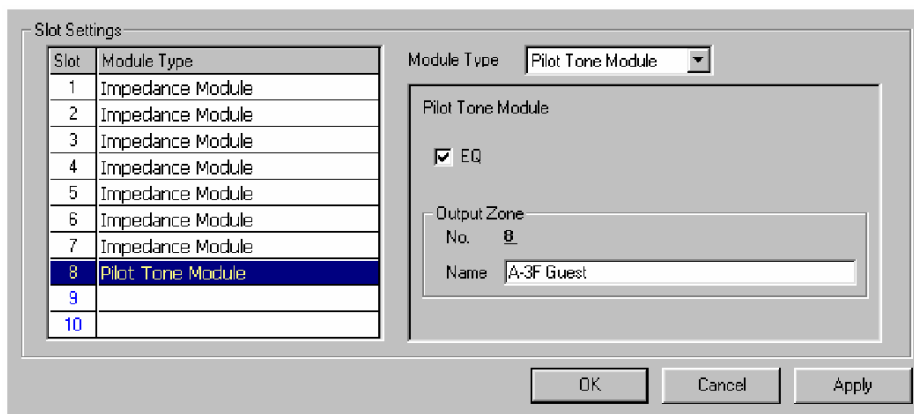 Slot Settings
Slot Module Type
1 Impedance Module
2 Impedance Module
3 Impedance Module
4 Impedance Module
5 Impedance Module
6 Impedance Module
7 Impedance Module
8 Pilot Tone Module
9
10
Module Type Pilot Tone Module
Pilot Tone Module
EQ
Output Zone
No. 8
Name A-3F Guest
OK Cancel Apply